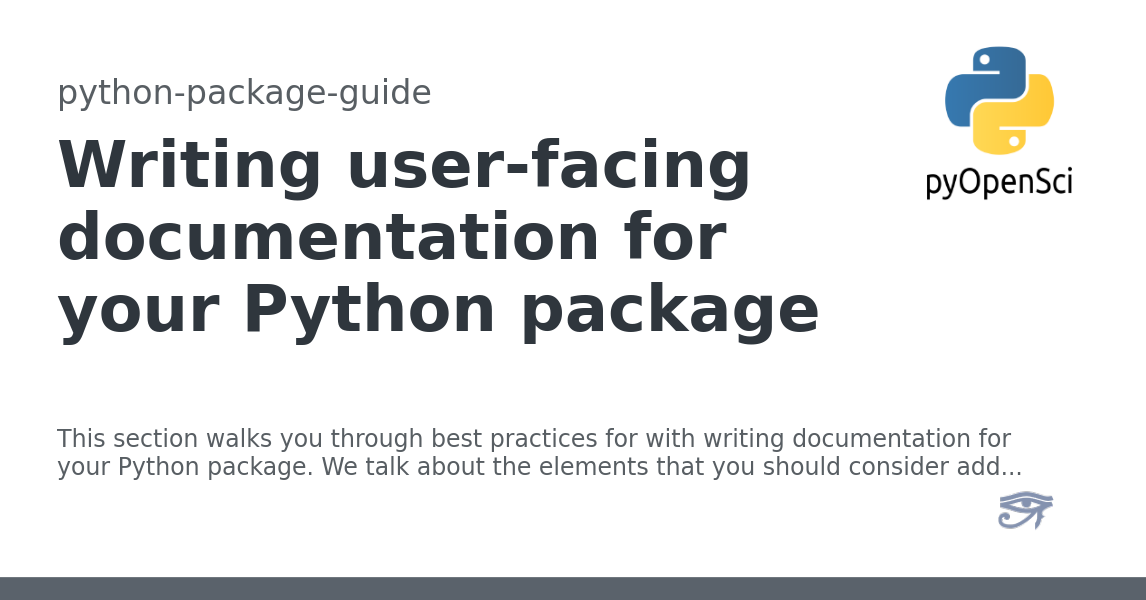 python-package-guide
Writing user-facing
documentation for
your Python package
pyOpenSci
This section walks you through best practices for with writing documentation for
your Python package. We talk about the elements that you should consider add...